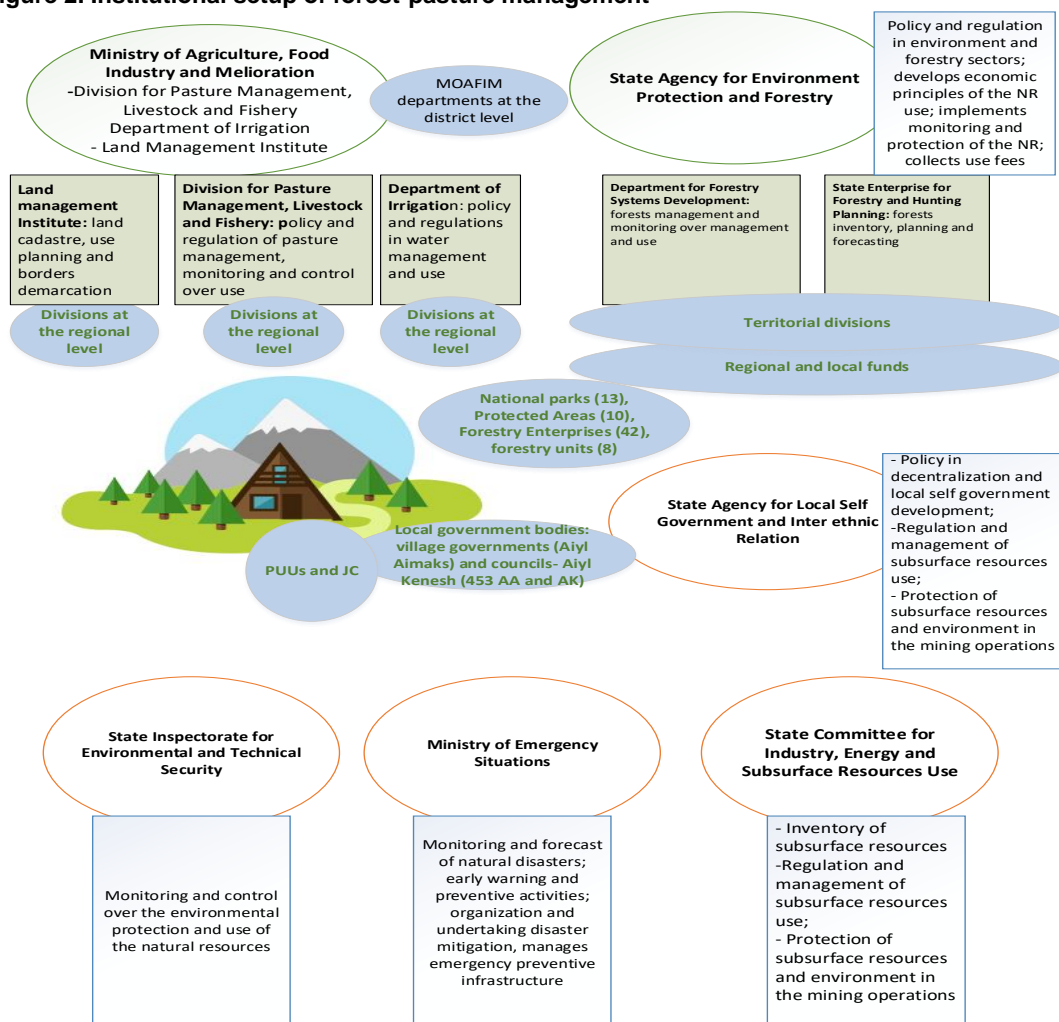 igure 2. Institutional setup of forest-pasture management
Ministry of Agriculture, Food
Industry and Melioration
-Division for Pasture Management,
Livestock and Fishery
Department of Irrigation
- Land Management Institute
MOAFIM
departments at the
district level
State Agency for Environment
Protection and Forestry
Policy and regulation
in environment and
forestry sectors;
develops economic
principles of the NR
use; implements
monitoring and
protection of the NR;
collects use fees
Land
management
Institute: land
cadastre, use
planning and
borders
demarcation
Division for Pasture
Management, Livestock
and Fishery: policy and
regulation of pasture
management,
monitoring and control
over use
Department of
Irrigation: policy
and regulations
in water
management
and use
Department for Forestry
Systems Development:
forests management and
monitoring over management
and use
State Enterprise for
Forestry and Hunting
Planning: forests
inventory, planning and
forecasting
Divisions at
the regional
level
Divisions at
the regional
level
Divisions at
the regional
level
Territorial divisions
Regional and local funds
National parks (13),
Protected Areas (10),
Forestry Enterprises (42),
forestry units (8)
State Agency for Local Self
Government and Inter ethnic
Relation
- Policy in
decentralization and
local self government
development;
-Regulation and
management of
subsurface resources
use;
- Protection of
subsurface resources
and environment in
the mining operations
PUUs and JC
Local government bodies:
village governments (Aiyl
Aimaks) and councils- Aiyl
Kenesh (453 AA and AK)
State Inspectorate for
Environmental and Technical
Security
Ministry of Emergency
Situations
State Committee for
Industry, Energy and
Subsurface Resources Use
Monitoring and control
over the environmental
protection and use of
the natural resources
Monitoring and forecast
of natural disasters;
early warning and
preventive activities;
organization and
undertaking disaster
mitigation, manages
emergency preventive
infrastructure
- Inventory of
subsurface resources
-Regulation and
management of
subsurface resources
use;
- Protection of
subsurface resources
and environment in
the mining operations